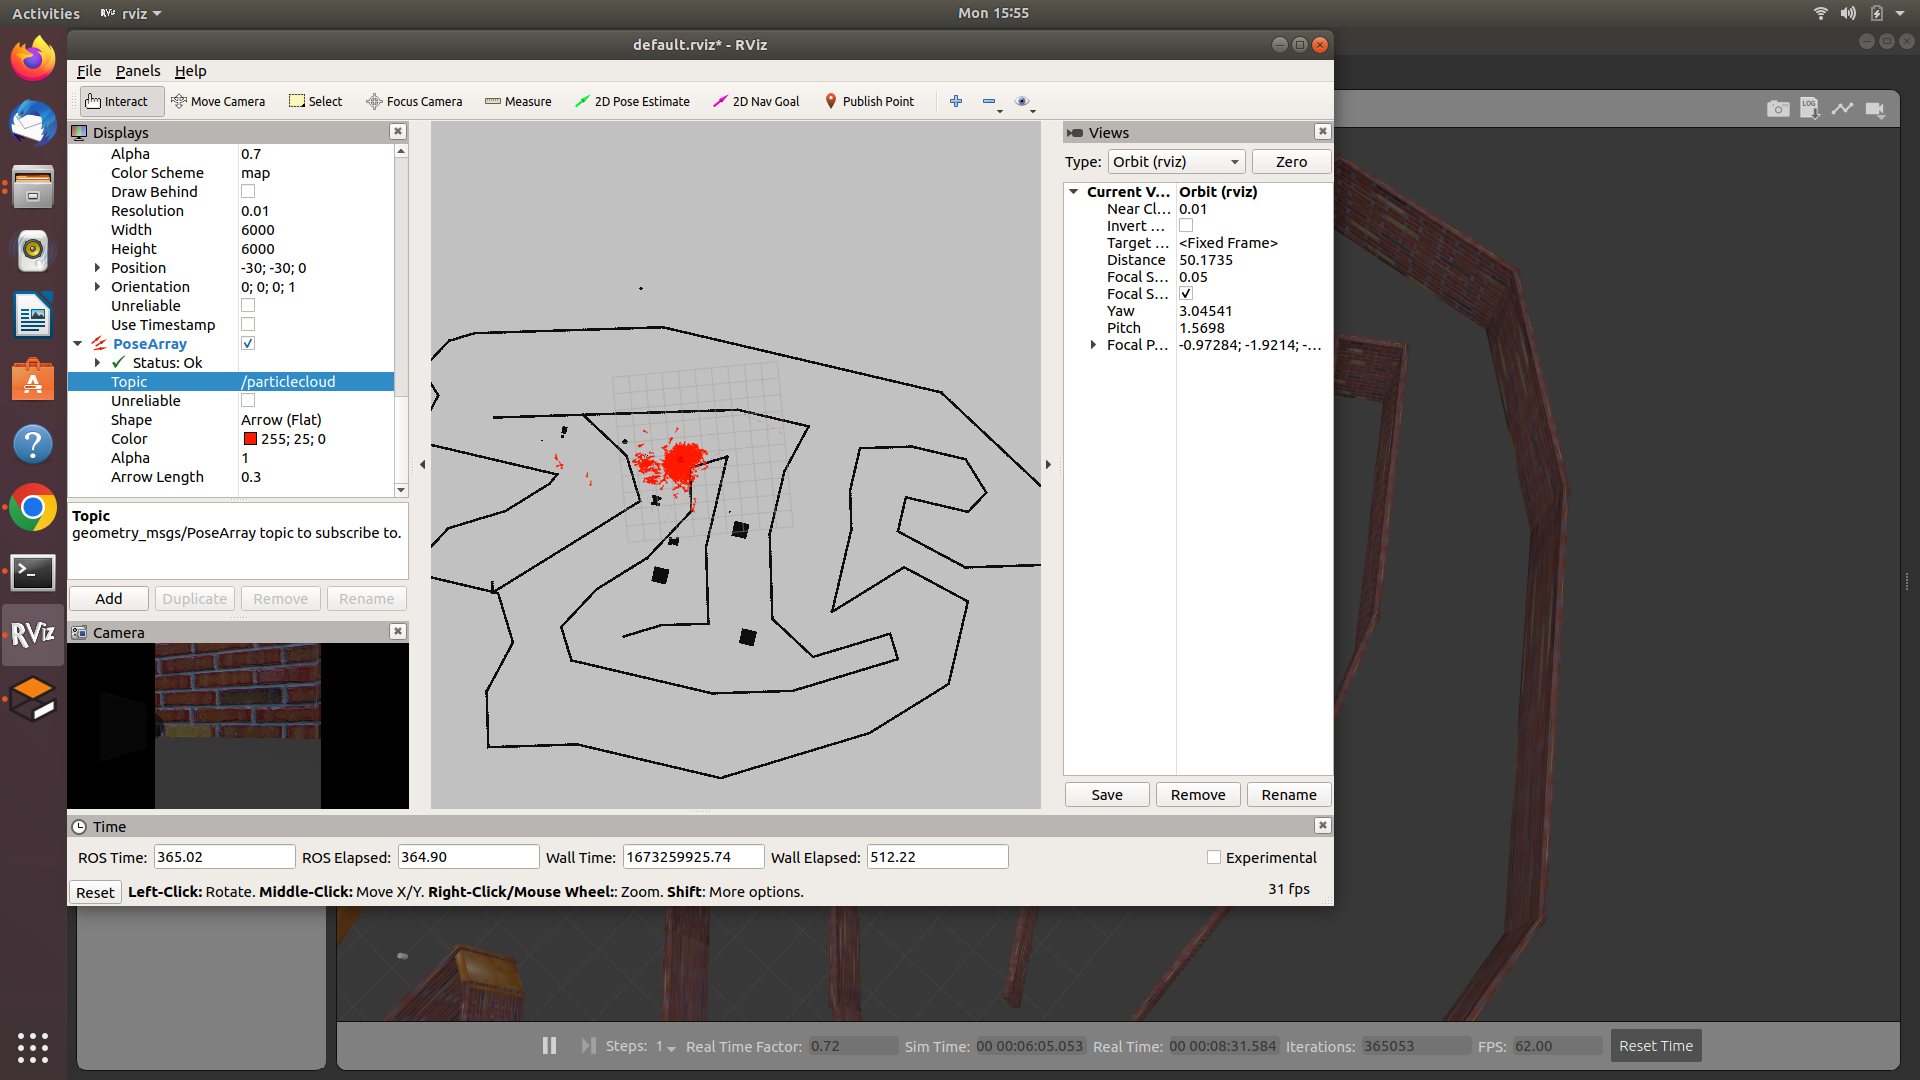 Activities
RViz rviz
Mon 15:55
default.rviz* - RViz
File Panels Help
Interact Move Camera Select Focus Camera Measure 2D Pose Estimate 2D Nav Goal Publish Point
Displays
Alpha 0.7
Color Scheme map
Draw Behind
Resolution 0.01
Width 6000
Height 6000
Position -30; -30; 0
Orientation 0; 0; 0; 1
Unreliable
Use Timestamp
PoseArray
Status: Ok
Topic /particlecloud
Unreliable
Shape Arrow (Flat)
Color 255; 25; 0
Alpha 1
Arrow Length 0.3
Topic
geometry_msgs/PoseArray topic to subscribe to.
Add Duplicate Remove Rename
Camera
Views
Type: Orbit (rviz) Zero
Current V... Orbit (rviz)
Near Cl... 0.01
Invert ...
Target ... <Fixed Frame>
Distance 50.1735
Focal S... 0.05
Focal S...
Yaw 3.04541
Pitch 1.5698
Focal P... -0.97284; -1.9214; -...
Save Remove Rename
Time
ROS Time: 365.02 ROS Elapsed: 364.90 Wall Time: 1673259925.74 Wall Elapsed: 512.22 Experimental
Reset Left-Click: Rotate. Middle-Click: Move X/Y. Right-Click/Mouse Wheel:: Zoom. Shift: More options. 31 fps
RViz
LOG
Steps: 1 Real Time Factor: 0.72 Sim Time: 00 00:06:05.053 Real Time: 00 00:08:31.584 Iterations: 365053 FPS: 62.00 Reset Time